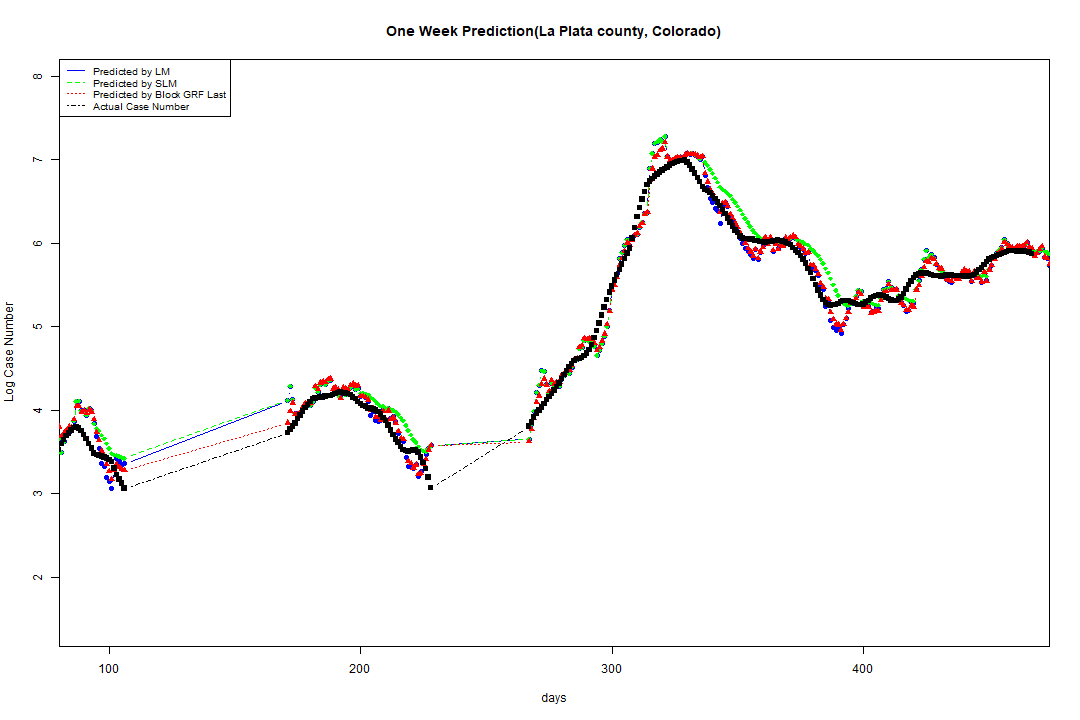 One Week Prediction(La Plata county, Colorado)
Predicted by LM
Predicted by SLM
Predicted by Block GRF Last
Actual Case Number
8
7
6
5
4
3
2
Log Case Number
100 200 300 400
days